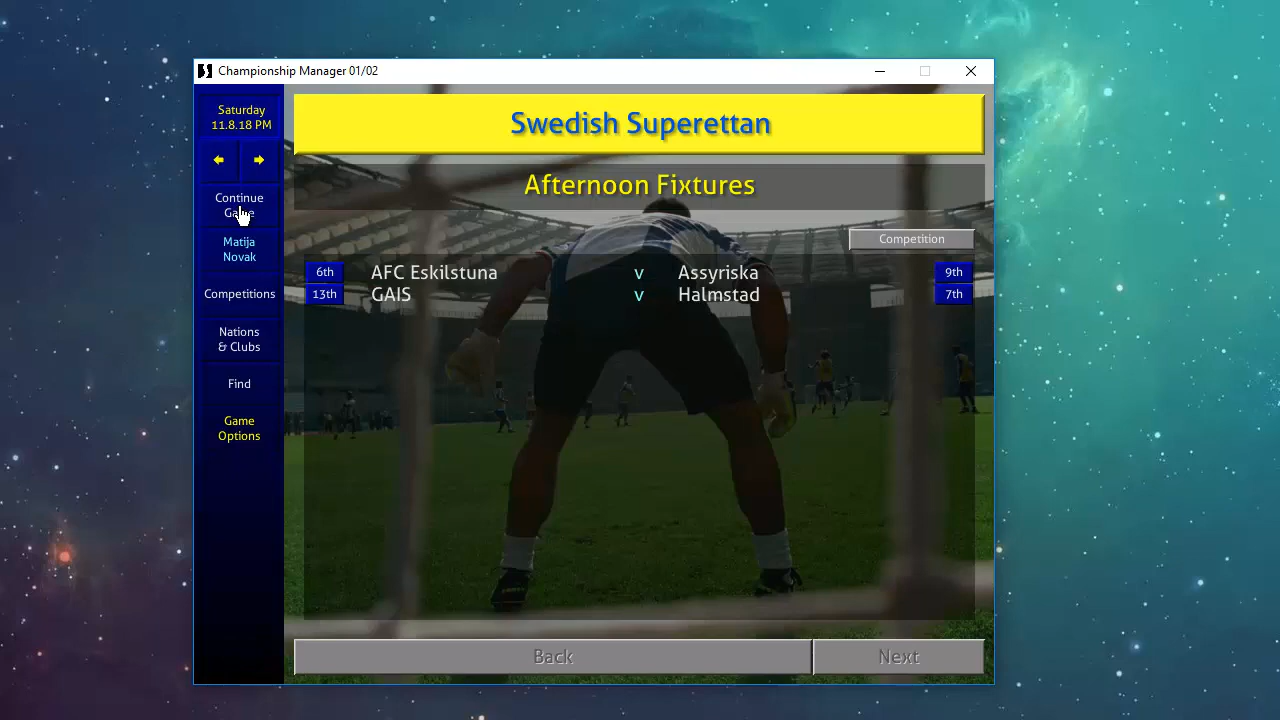 Championship Manager 01/02
Saturday
11.8.18 PM
Continue
Game
Matija
Novak
Competitions
Nations
& Clubs
Find
Game
Options
Swedish Superettan
Afternoon Fixtures
Competition
6th AFC Eskilstuna v Assyriska 9th
13th GAIS v Halmstad 7th
Back Next